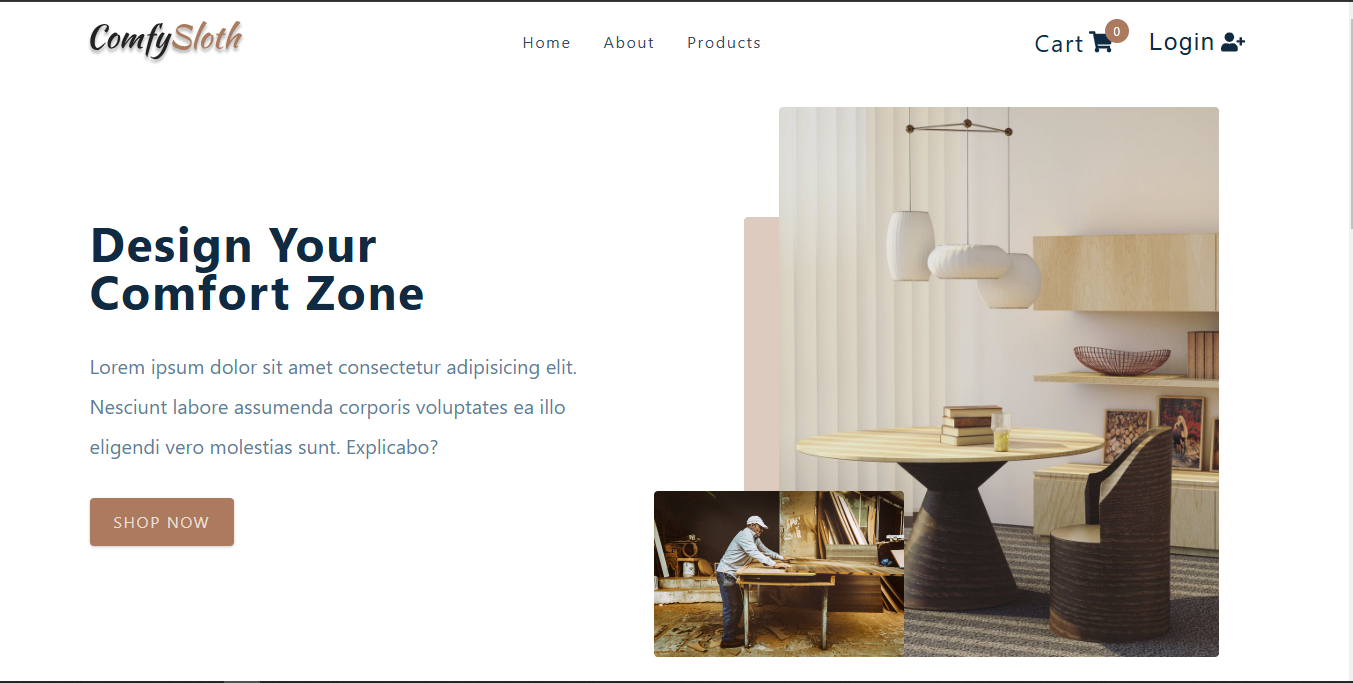 ComfySloth
Home About Products
Cart 0 Login
Design Your
Comfort Zone
Lorem ipsum dolor sit amet consectetur adipisicing elit.
Nesciunt labore assumenda corporis voluptates ea illo
eligendi vero molestias sunt. Explicabo?
SHOP NOW